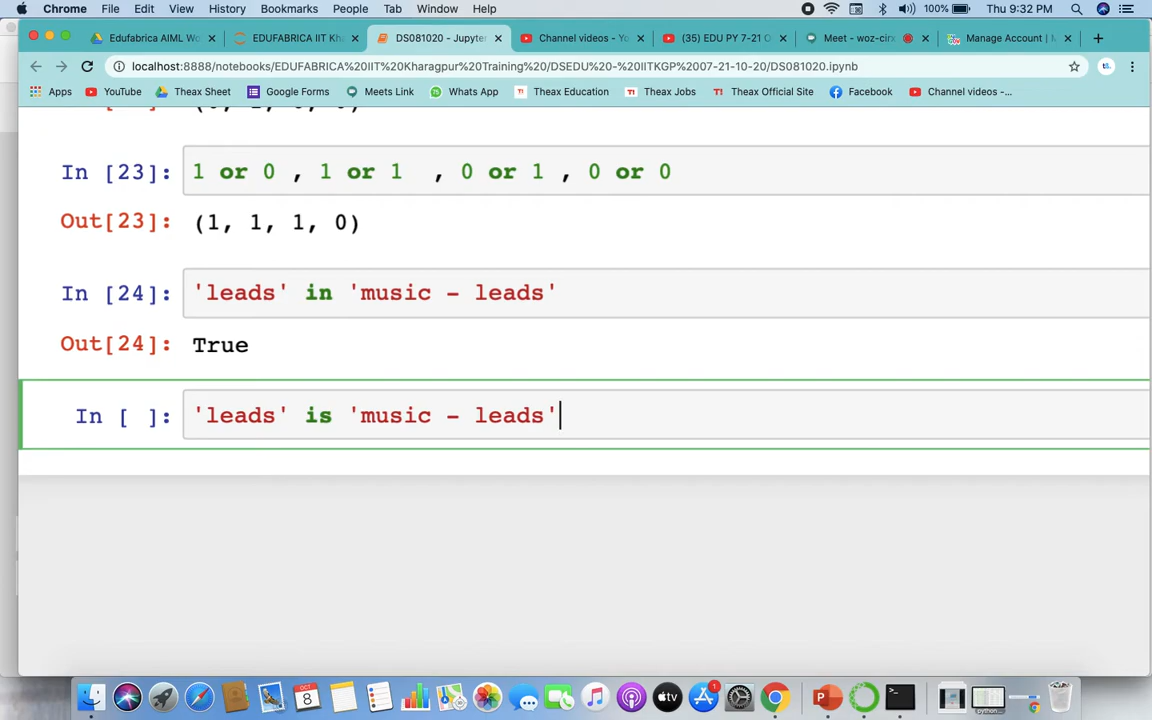 Chrome File Edit View History Bookmarks People Tab Window Help 100% Thu 9:32 PM
Edufabrica AIML Wo EDUFABRICA IIT Kha DS081020 - Jupyter Channel videos - Yo (35) EDU PY 7-21 O Meet - woz-cirx Manage Account | M
localhost:8888/notebooks/EDUFABRICA%20IIT%20Kharagpur%20Training%20/DSEDU%20-%20IITKGP%2007-21-10-20/DS081020.ipynb
Apps YouTube Theax Sheet Google Forms Meets Link Whats App Theax Education Theax Jobs Theax Official Site Facebook Channel videos -...
In [23]: 1 or 0 , 1 or 1 , 0 or 1 , 0 or 0
Out[23]: (1, 1, 1, 0)
In [24]: 'leads' in 'music - leads'
Out[24]: True
In [ ]: 'leads' is 'music - leads'